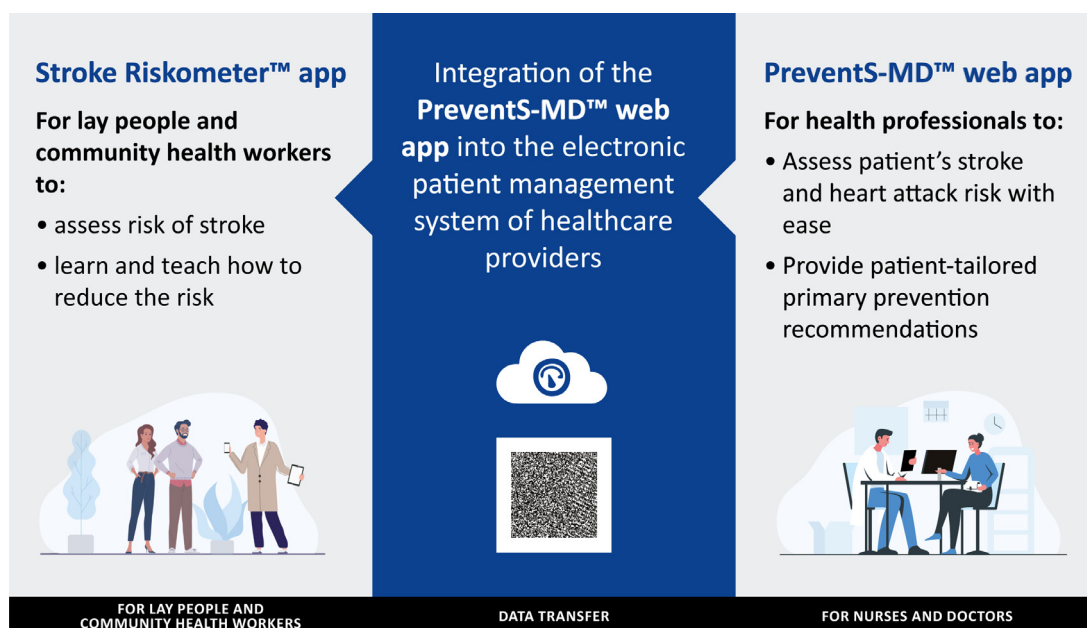 Stroke Riskometer™ app
For lay people and
community health workers
to:
• assess risk of stroke
• learn and teach how to
reduce the risk
FOR LAY PEOPLE AND
COMMUNITY HEALTH WORKERS
Integration of the
PreventS-MD™ web
app into the electronic
patient management
system of healthcare
providers
DATA TRANSFER
PreventS-MD™ web app
For health professionals to:
• Assess patient’s stroke
and heart attack risk with
ease
• Provide patient-tailored
primary prevention
recommendations
FOR NURSES AND DOCTORS